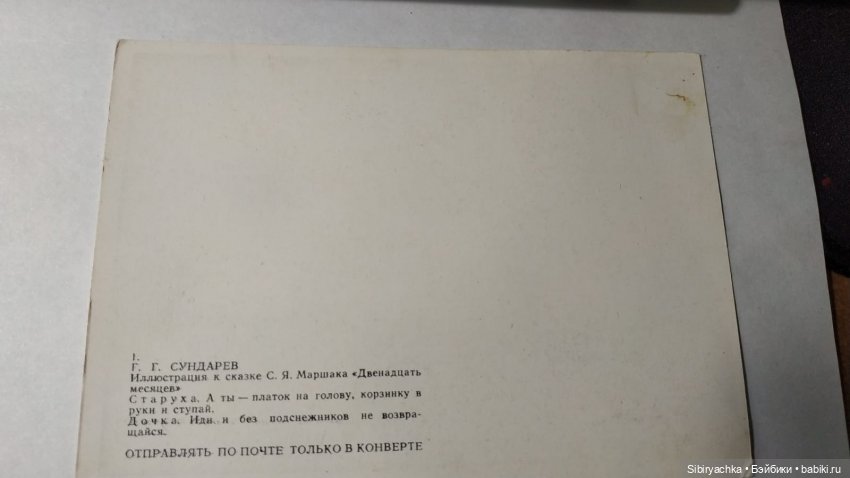 1.
Г. Г. СУНДАРЕВ
Иллюстрация к сказке С. Я. Маршака «Двенадцать
месяцев»
Старуха. А ты — платок на голову, корзинку в
руки и ступай.
Дочка. Иди и без подснежников не возвра-
щайся.
ОТПРАВЛЯТЬ ПО ПОЧТЕ ТОЛЬКО В КОНВЕРТЕ
Sibiryachka • Бэйбики • babiki.ru